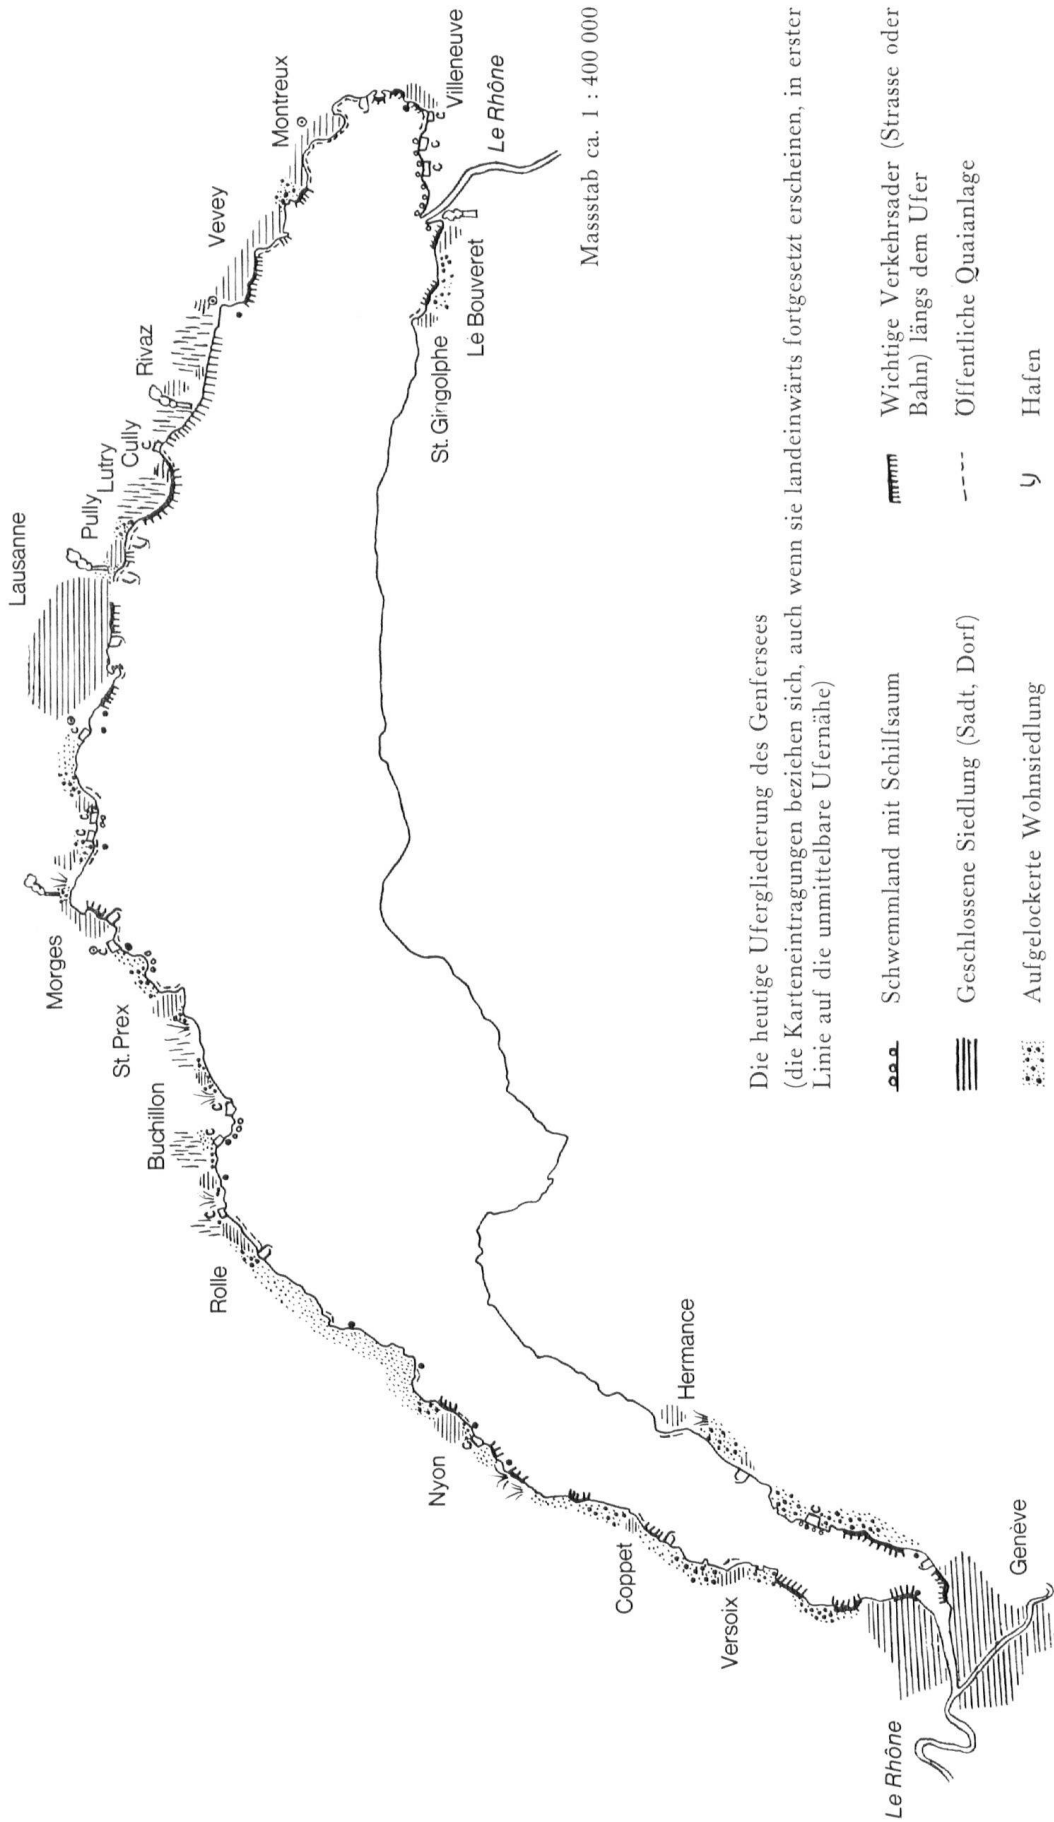 Lausanne
Pully
Lutry
Cully
Rivaz
Vevey
Montreux
Villeneuve
Le Rhône
Le Bouveret
St. Gingolphe
Morges
St. Prex
Buchillon
Rolle
Nyon
Coppet
Versoix
Hermance
Genève
Le Rhône
Massstab ca. 1 : 400 000
Die heutige Ufergliederung des Genfersees
(die Karteneintragungen beziehen sich, auch wenn sie landeinwärts fortgesetzt erscheinen, in erster
Linie auf die unmittelbare Ufernähe)
Schwemmland mit Schilfsaum
Geschlossene Siedlung (Sadt, Dorf)
Aufgelockerte Wohnsiedlung
Wichtige Verkehrsader (Strasse oder
Bahn) längs dem Ufer
Öffentliche Quaianlage
Hafen